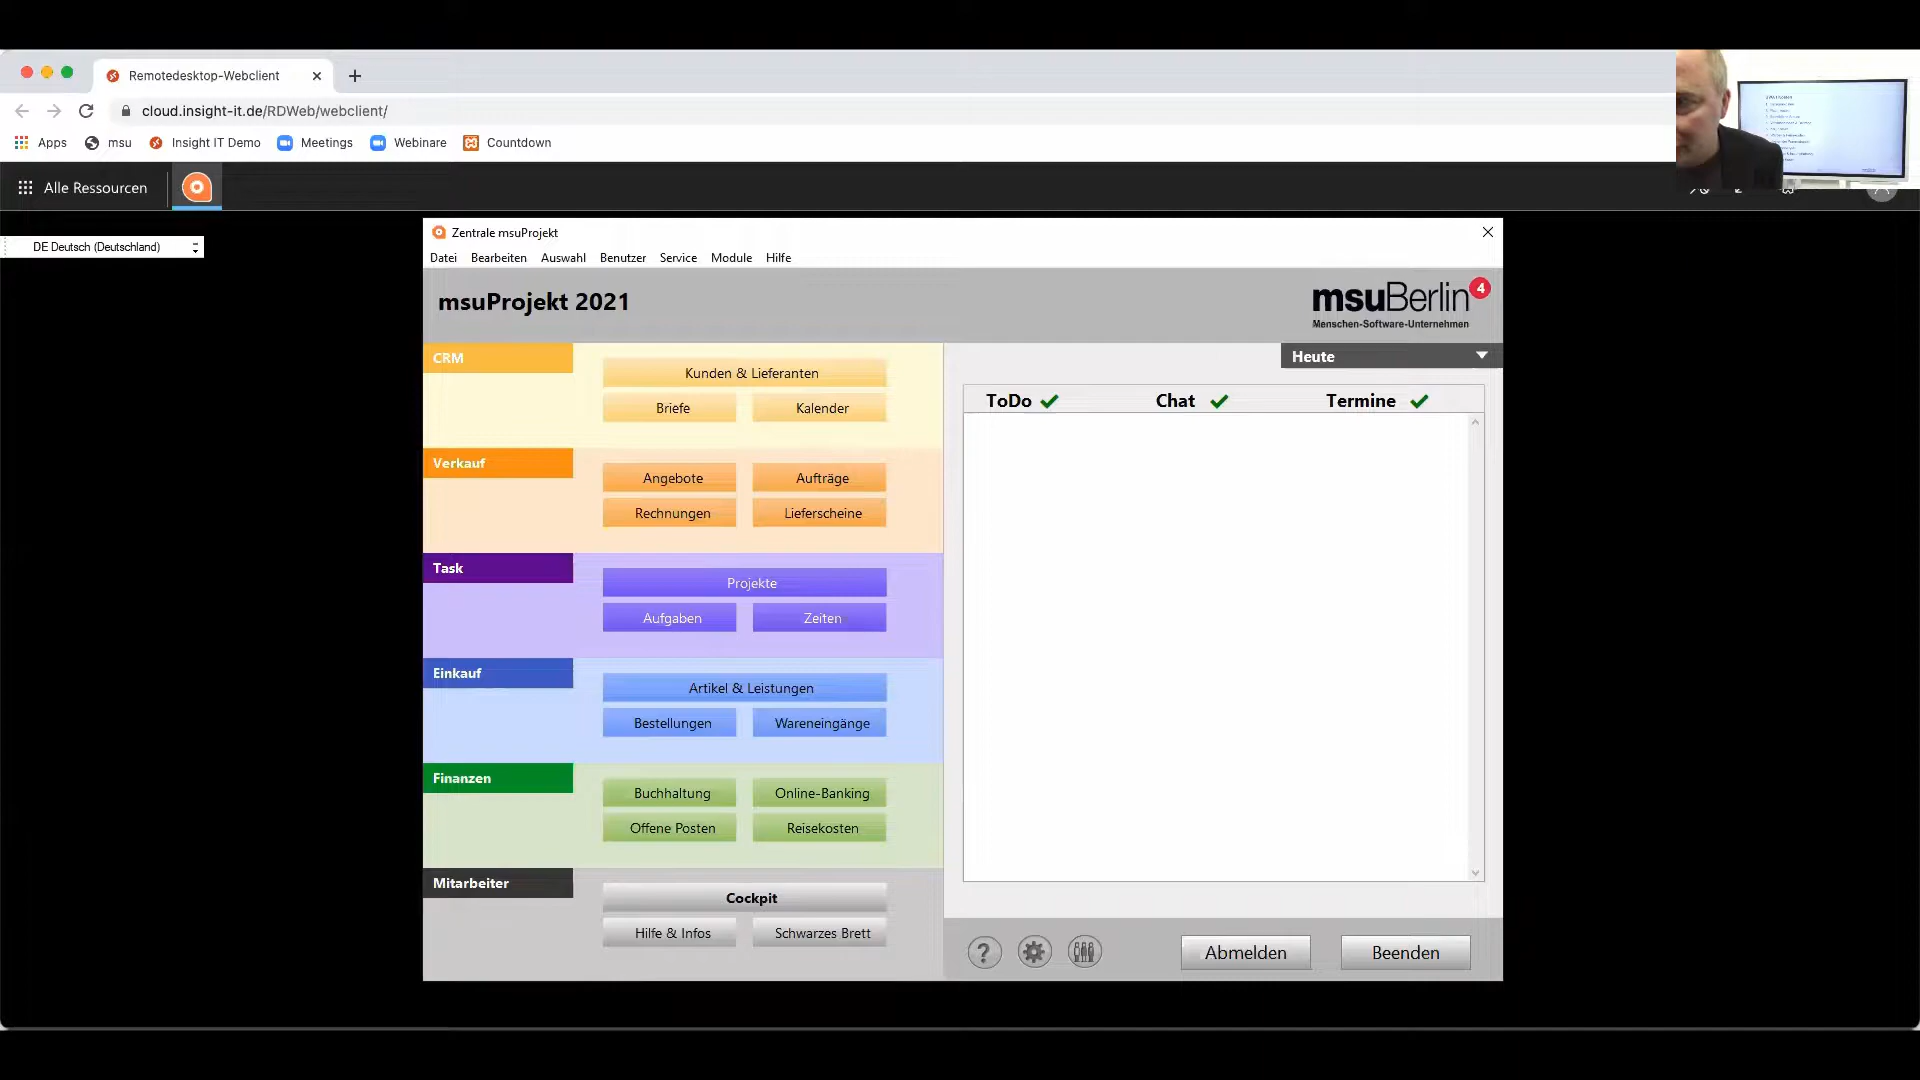 Remotedesktop-Webclient
cloud.insight-it.de/RDWeb/webclient/
Apps msu Insight IT Demo Meetings Webinare Countdown
Alle Ressourcen
DE Deutsch (Deutschland)
Zentrale msuProjekt
Datei Bearbeiten Auswahl Benutzer Service Module Hilfe
msuProjekt 2021
msuBerlin 4
Menschen-Software-Unternehmen
CRM
Kunden & Lieferanten
Briefe Kalender
Verkauf
Angebote Aufträge
Rechnungen Lieferscheine
Task
Projekte
Aufgaben Zeiten
Einkauf
Artikel & Leistungen
Bestellungen Wareneingänge
Finanzen
Buchhaltung Online-Banking
Offene Posten Reisekosten
Mitarbeiter
Cockpit
Hilfe & Infos Schwarzes Brett
Heute
ToDo Chat Termine
? Abmelden Beenden